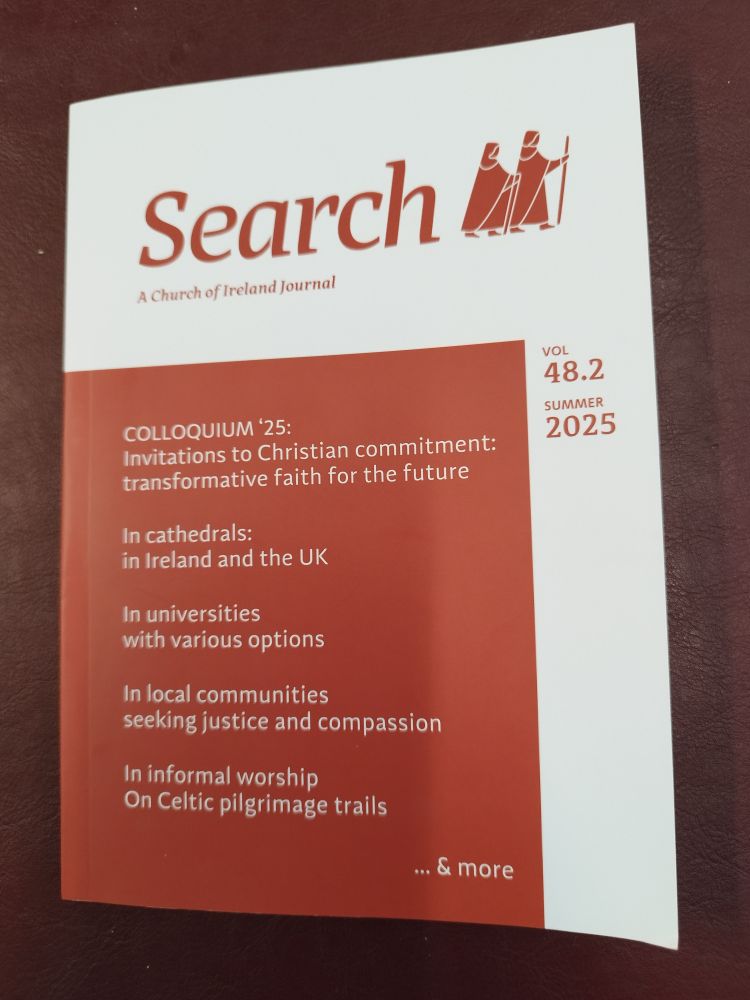 Search
A Church of Ireland Journal
VOL
48.2
SUMMER
2025
COLLOQUIUM ‘25:
Invitations to Christian commitment:
transformative faith for the future
In cathedrals:
in Ireland and the UK
In universities
with various options
In local communities
seeking justice and compassion
In informal worship
On Celtic pilgrimage trails
... & more